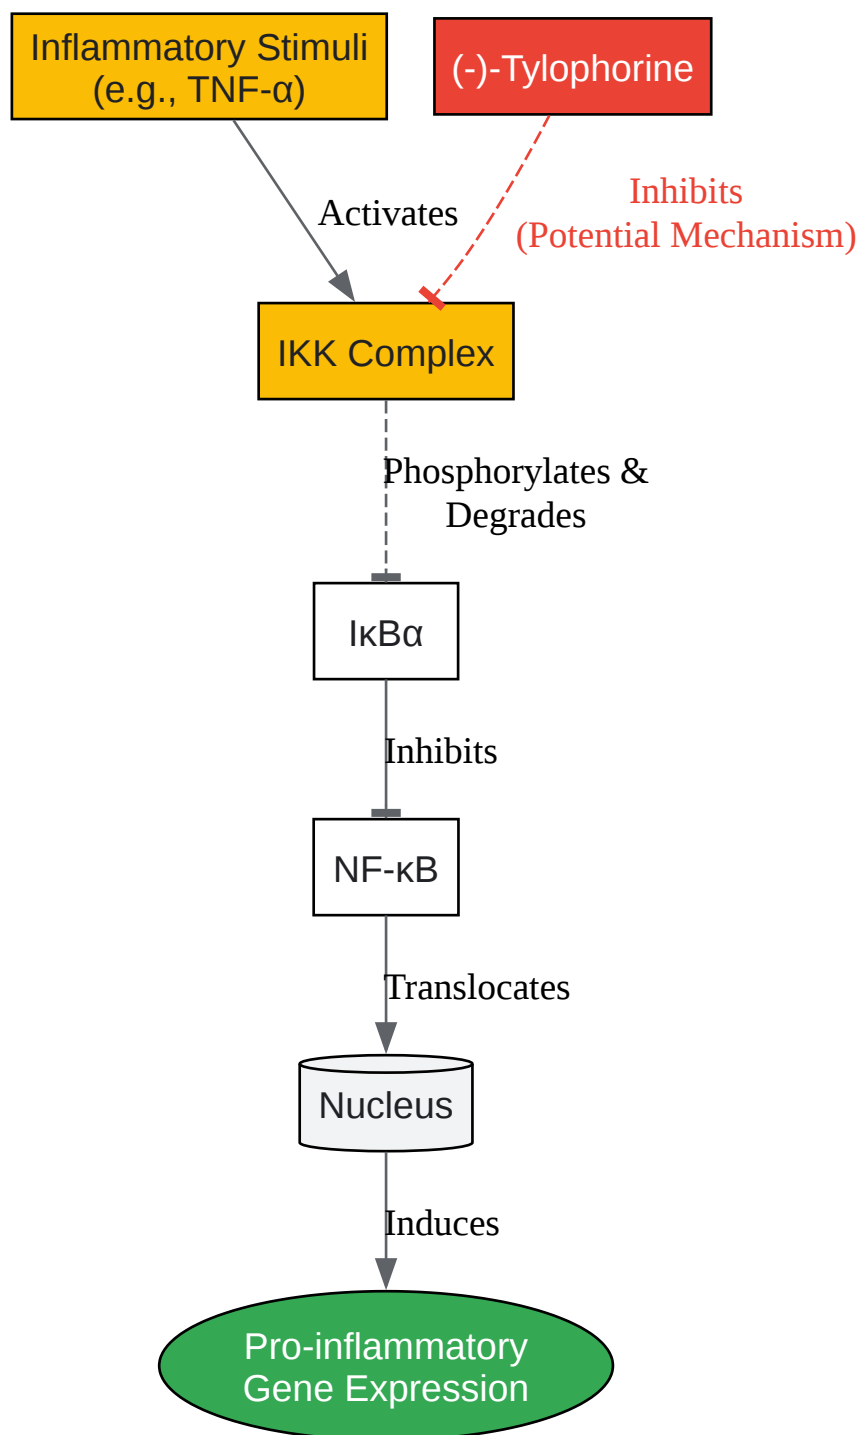 Inflammatory Stimuli
(e.g., TNF-α)
(-)-Tylophorine
Activates
Inhibits
(Potential Mechanism)
IKK Complex
Phosphorylates &
Degrades
IκBα
Inhibits
NF-κB
Translocates
Nucleus
Induces
Pro-inflammatory
Gene Expression